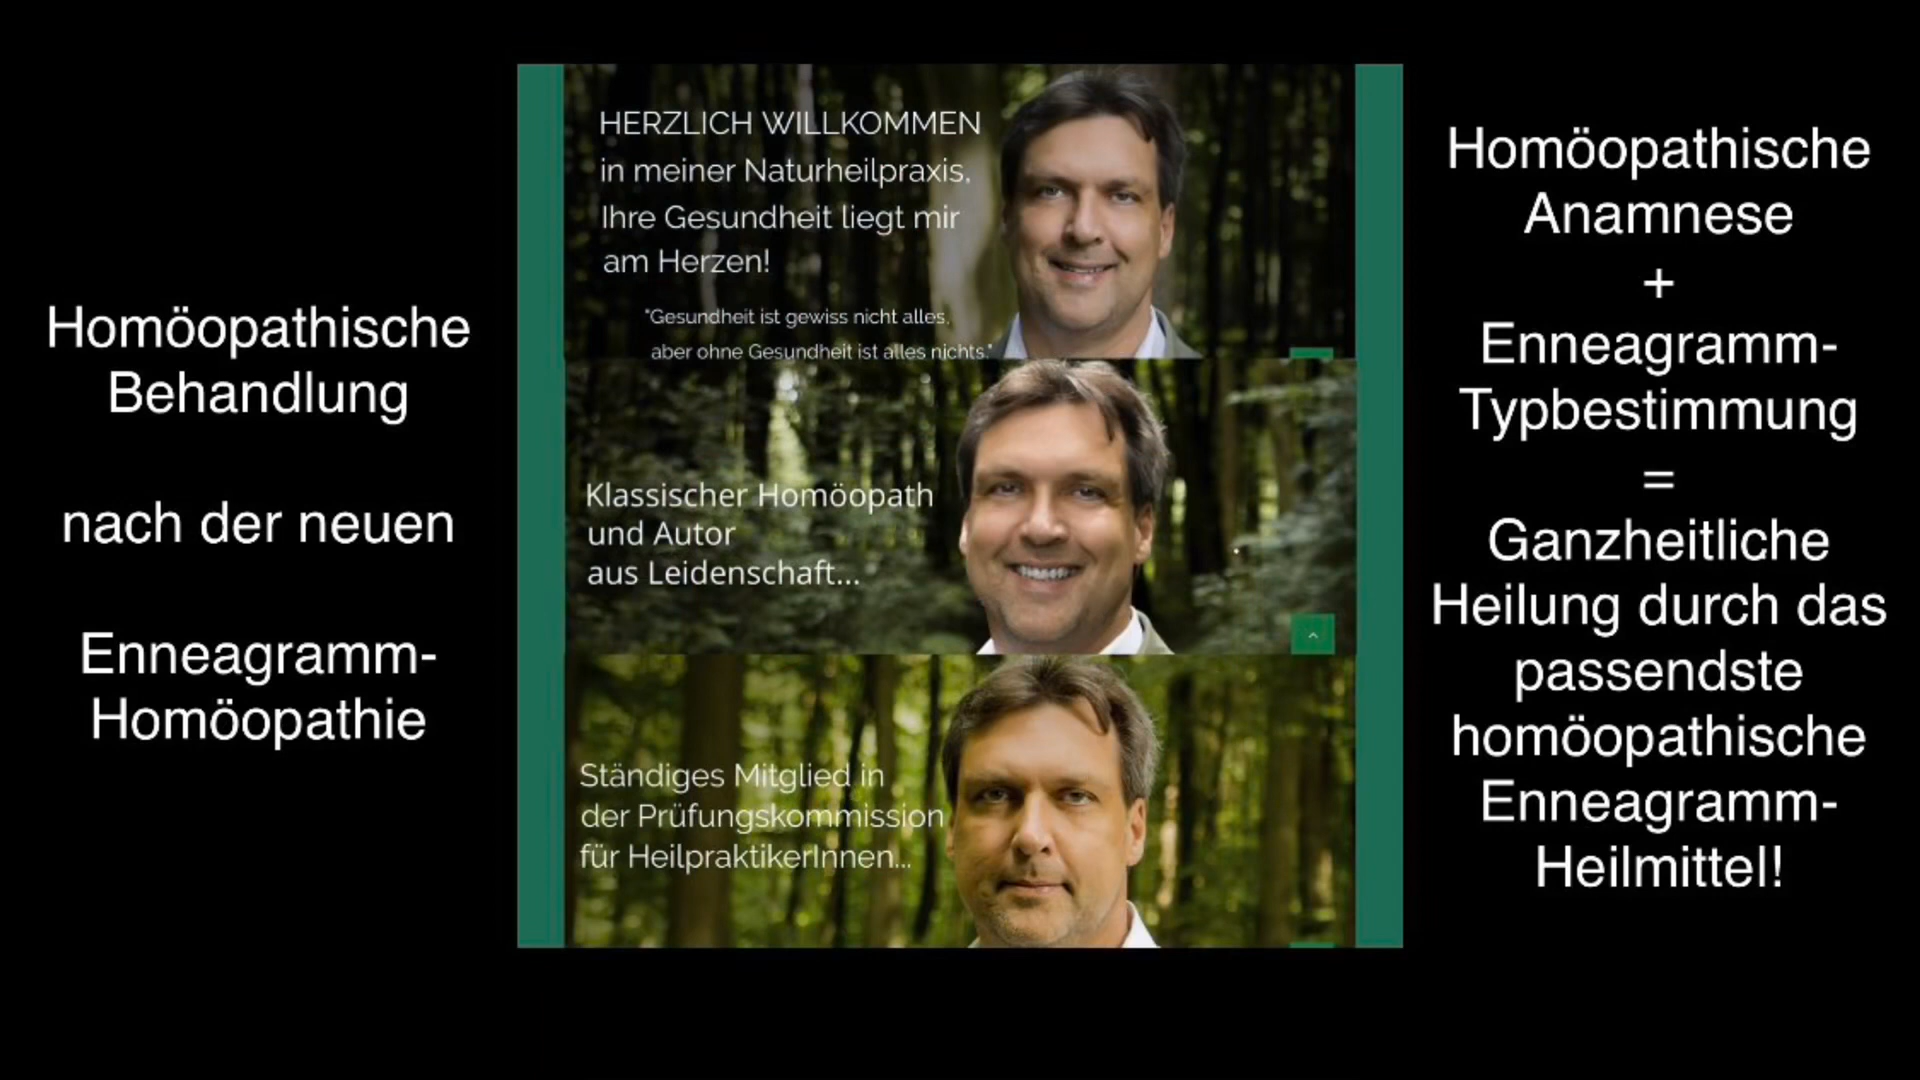 Homöopathische
Behandlung
nach der neuen
Enneagramm-
Homöopathie
HERZLICH WILLKOMMEN
in meiner Naturheilpraxis,
Ihre Gesundheit liegt mir
am Herzen!
"Gesundheit ist gewiss nicht alles,
aber ohne Gesundheit ist alles nichts."
Klassischer Homöopath
und Autor
aus Leidenschaft...
Ständiges Mitglied in
der Prüfungskommission
für HeilpraktikerInnen...
Homöopathische
Anamnese
+
Enneagramm-
Typbestimmung
=
Ganzheitliche
Heilung durch das
passendste
homöopathische
Enneagramm-
Heilmittel!